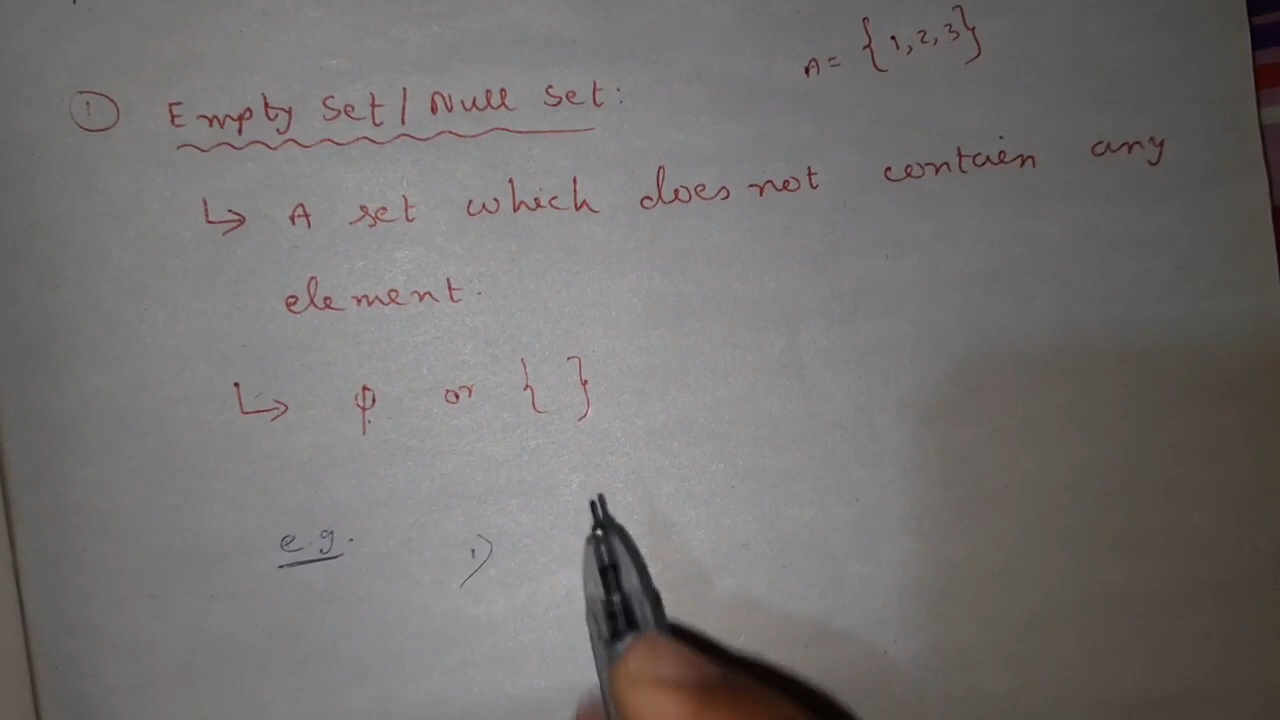 A = {1, 2, 3}
① Empty Set / Null Set:
↳ A set which does not contain any
element.
↳ φ or { }
e.g. 1)